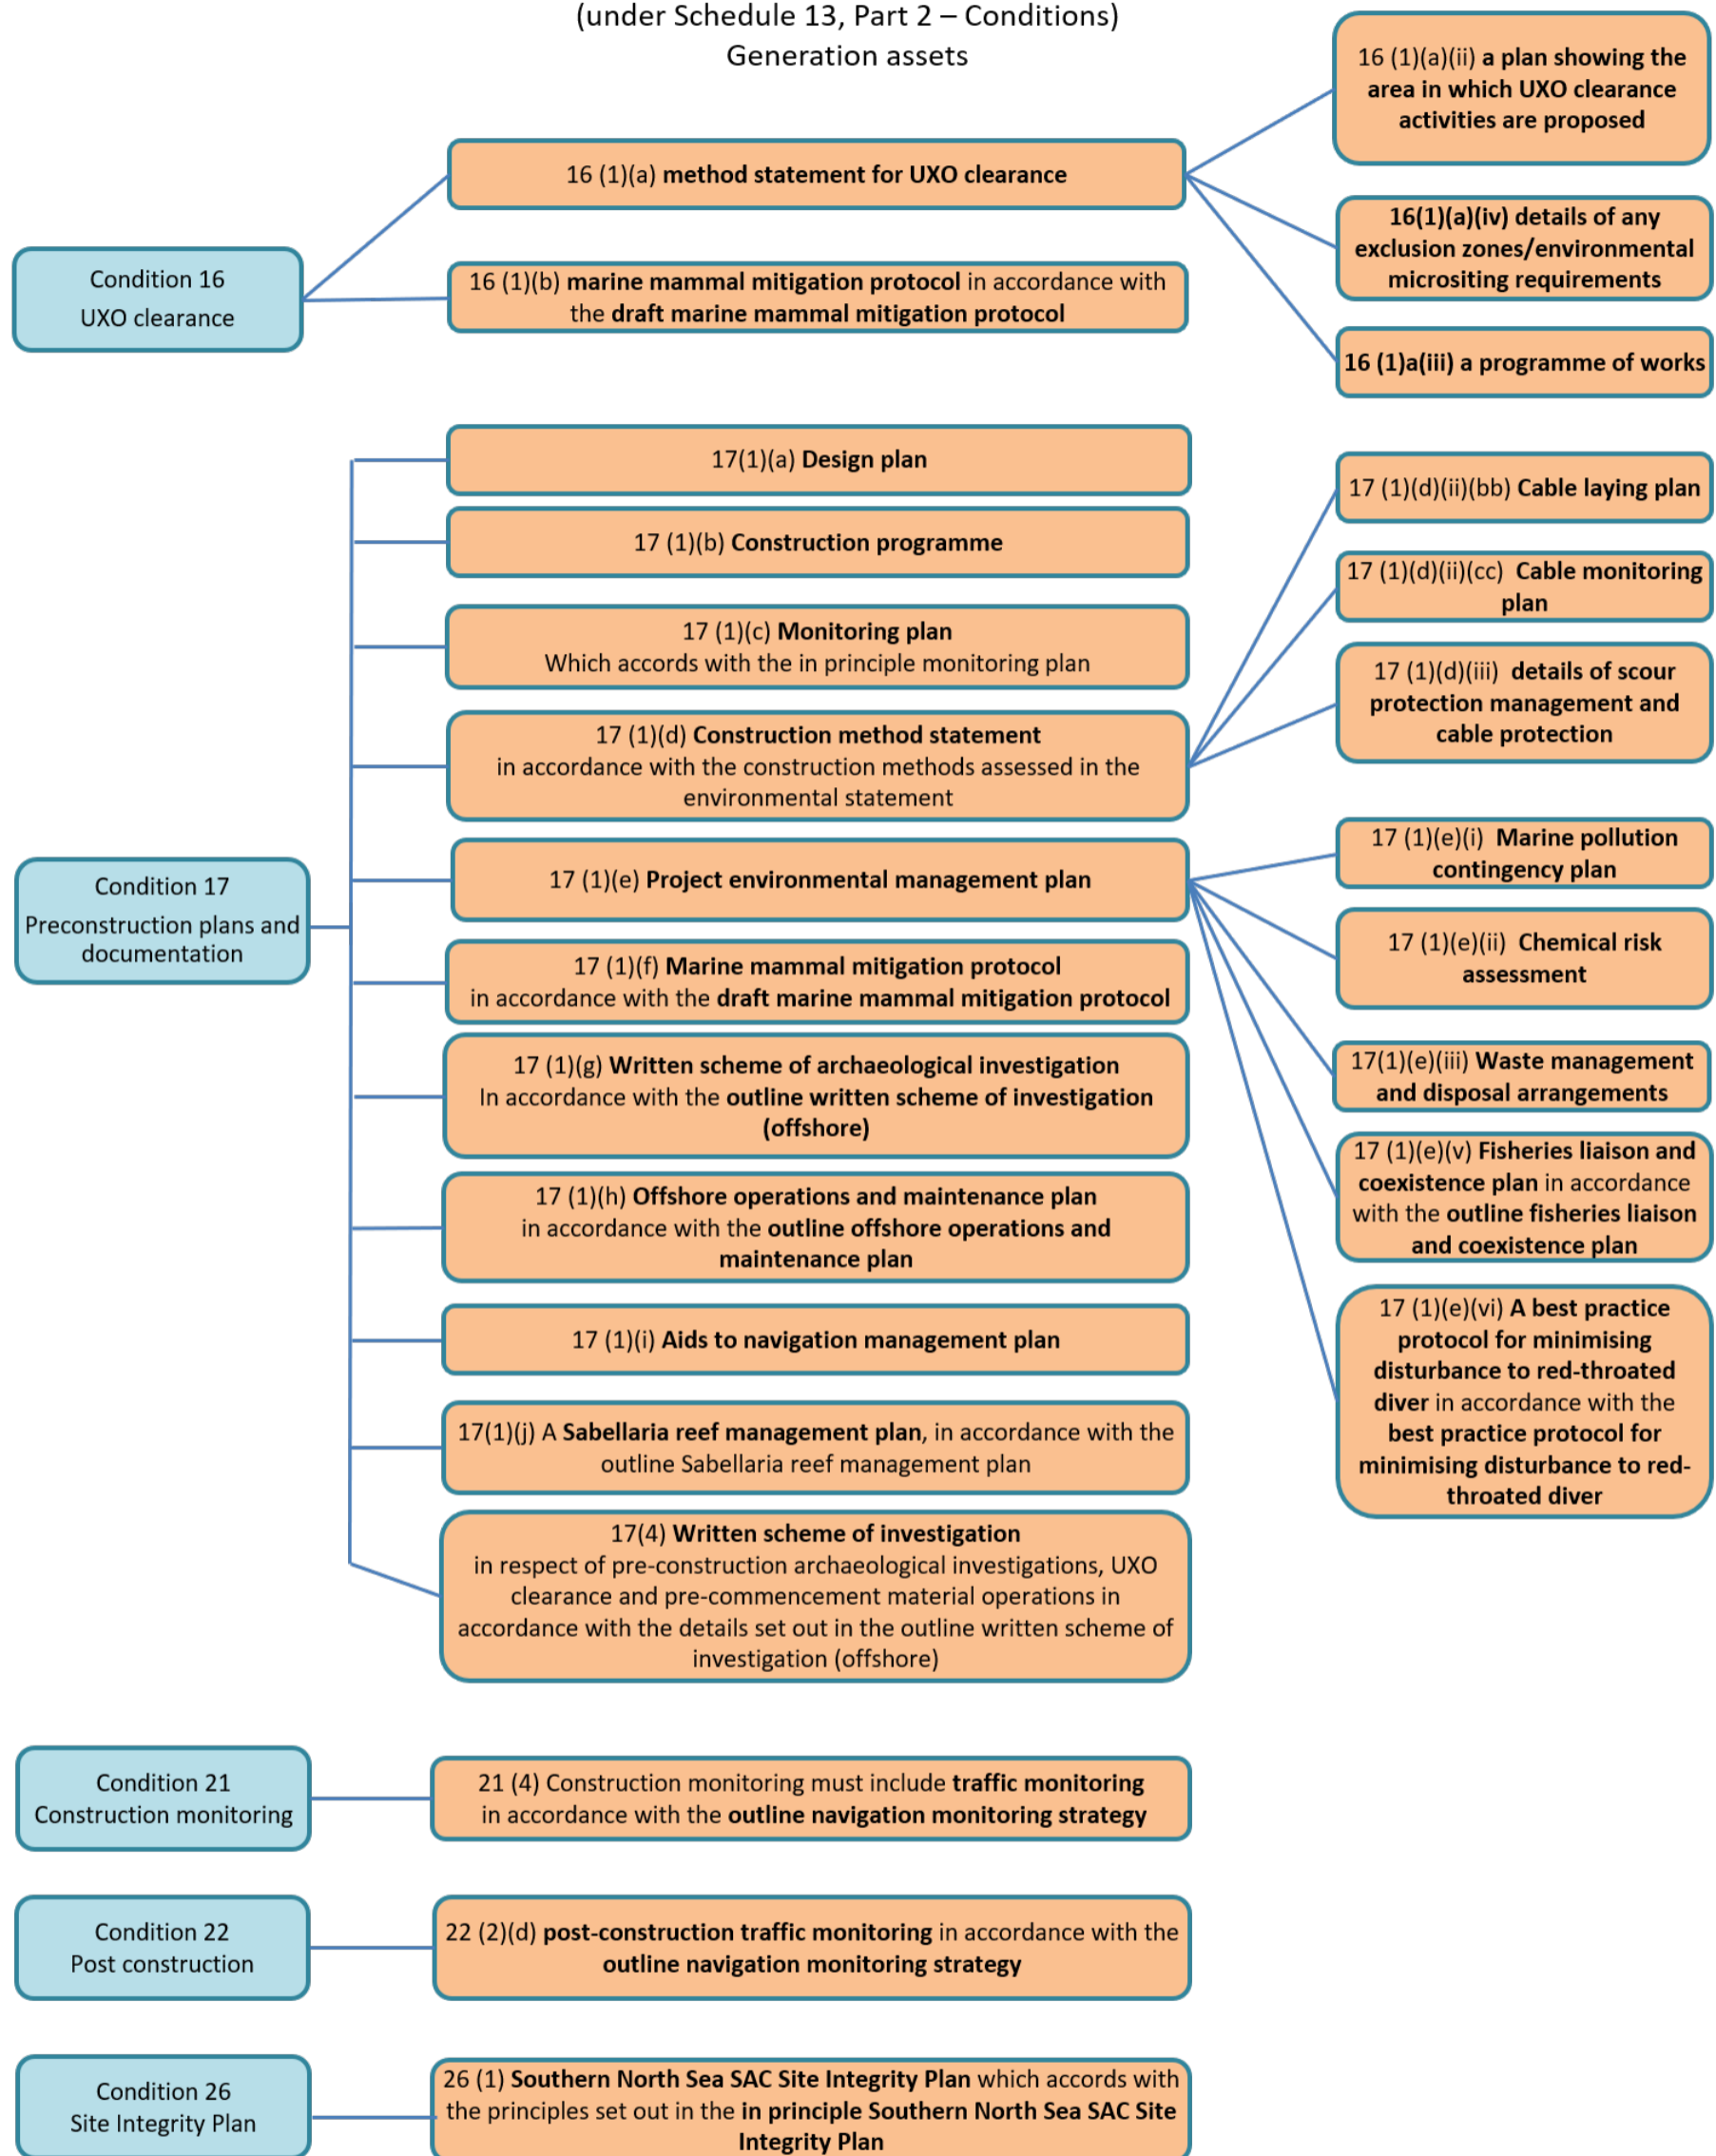 (under Schedule 13, Part 2 – Conditions)
Generation assets
Condition 16
UXO clearance
16 (1)(a) method statement for UXO clearance
16 (1)(b) marine mammal mitigation protocol in accordance with
the draft marine mammal mitigation protocol
16 (1)(a)(ii) a plan showing the
area in which UXO clearance
activities are proposed
16(1)(a)(iv) details of any
exclusion zones/environmental
micrositing requirements
16 (1)a(iii) a programme of works
Condition 17
Preconstruction plans and
documentation
17(1)(a) Design plan
17 (1)(b) Construction programme
17 (1)(c) Monitoring plan
Which accords with the in principle monitoring plan
17 (1)(d) Construction method statement
in accordance with the construction methods assessed in the
environmental statement
17 (1)(e) Project environmental management plan
17 (1)(f) Marine mammal mitigation protocol
in accordance with the draft marine mammal mitigation protocol
17 (1)(g) Written scheme of archaeological investigation
In accordance with the outline written scheme of investigation
(offshore)
17 (1)(h) Offshore operations and maintenance plan
in accordance with the outline offshore operations and
maintenance plan
17 (1)(i) Aids to navigation management plan
17(1)(j) A Sabellaria reef management plan, in accordance with the
outline Sabellaria reef management plan
17(4) Written scheme of investigation
in respect of pre-construction archaeological investigations, UXO
clearance and pre-commencement material operations in
accordance with the details set out in the outline written scheme of
investigation (offshore)
17 (1)(d)(ii)(bb) Cable laying plan
17 (1)(d)(ii)(cc) Cable monitoring
plan
17 (1)(d)(iii) details of scour
protection management and
cable protection
17 (1)(e)(i) Marine pollution
contingency plan
17 (1)(e)(ii) Chemical risk
assessment
17(1)(e)(iii) Waste management
and disposal arrangements
17 (1)(e)(v) Fisheries liaison and
coexistence plan in accordance
with the outline fisheries liaison
and coexistence plan
17 (1)(e)(vi) A best practice
protocol for minimising
disturbance to red-throated
diver in accordance with the
best practice protocol for
minimising disturbance to red-
throated diver
Condition 21
Construction monitoring
21 (4) Construction monitoring must include traffic monitoring
in accordance with the outline navigation monitoring strategy
Condition 22
Post construction
22 (2)(d) post-construction traffic monitoring in accordance with the
outline navigation monitoring strategy
Condition 26
Site Integrity Plan
26 (1) Southern North Sea SAC Site Integrity Plan which accords with
the principles set out in the in principle Southern North Sea SAC Site
Integrity Plan